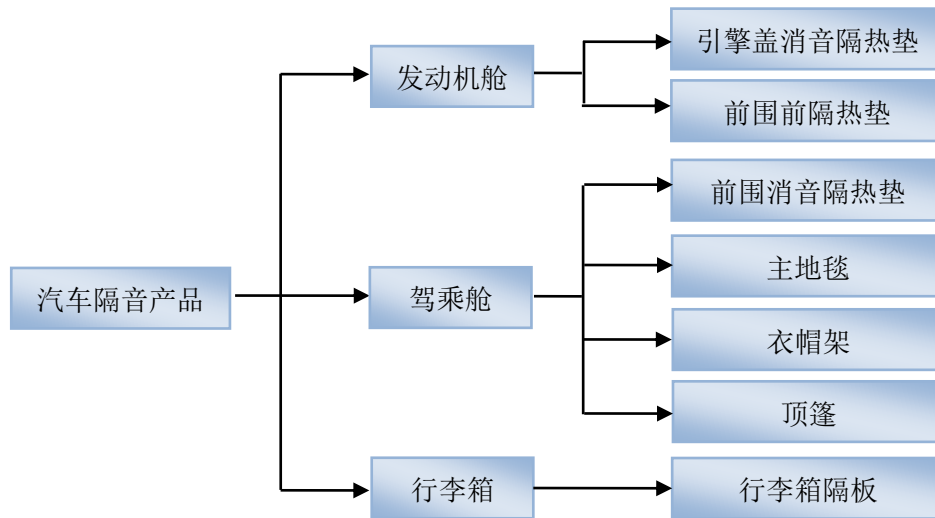 汽车隔音产品
发动机舱
引擎盖消音隔热垫
前围前隔热垫
驾乘舱
前围消音隔热垫
主地毯
衣帽架
顶篷
行李箱
行李箱隔板